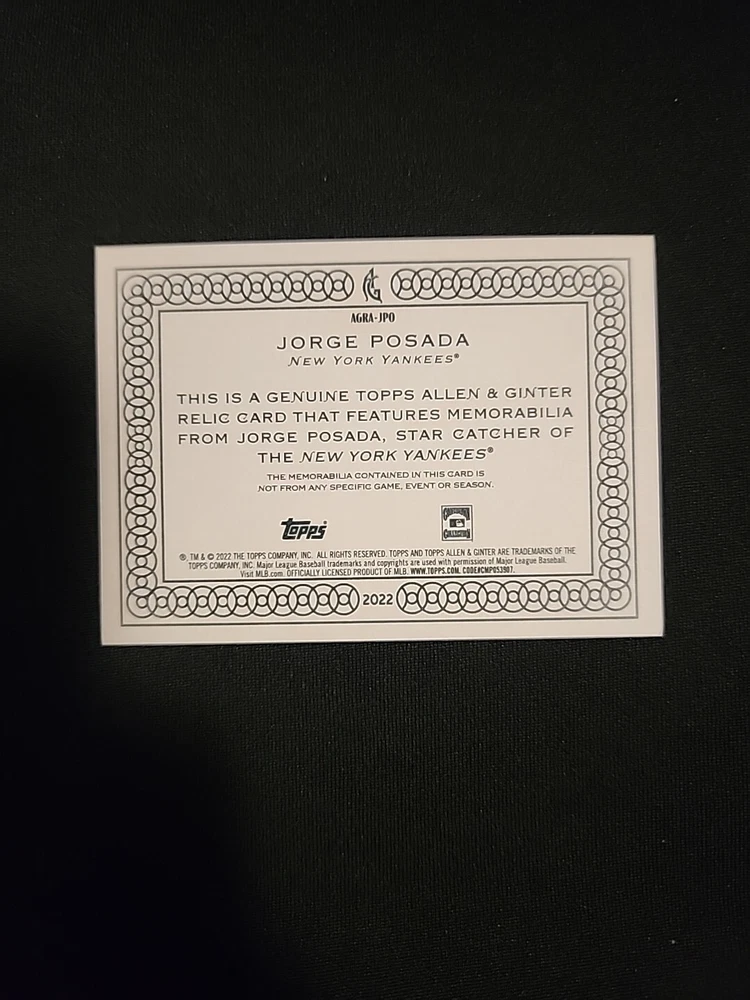 AG
AGRA-JPO
JORGE POSADA
NEW YORK YANKEES®
THIS IS A GENUINE TOPPS ALLEN & GINTER
RELIC CARD THAT FEATURES MEMORABILIA
FROM JORGE POSADA, STAR CATCHER OF
THE NEW YORK YANKEES®
THE MEMORABILIA CONTAINED IN THIS CARD IS
NOT FROM ANY SPECIFIC GAME, EVENT OR SEASON.
Topps
®, TM & © 2022 THE TOPPS COMPANY, INC. ALL RIGHTS RESERVED. TOPPS AND TOPPS ALLEN & GINTER ARE TRADEMARKS OF THE
TOPPS COMPANY, INC. Major League Baseball trademarks and copyrights are used with permission of Major League Baseball.
Visit MLB.com. OFFICIALLY LICENSED PRODUCT OF MLB. WWW.TOPPS.COM. CODE#CMP053907.
2022